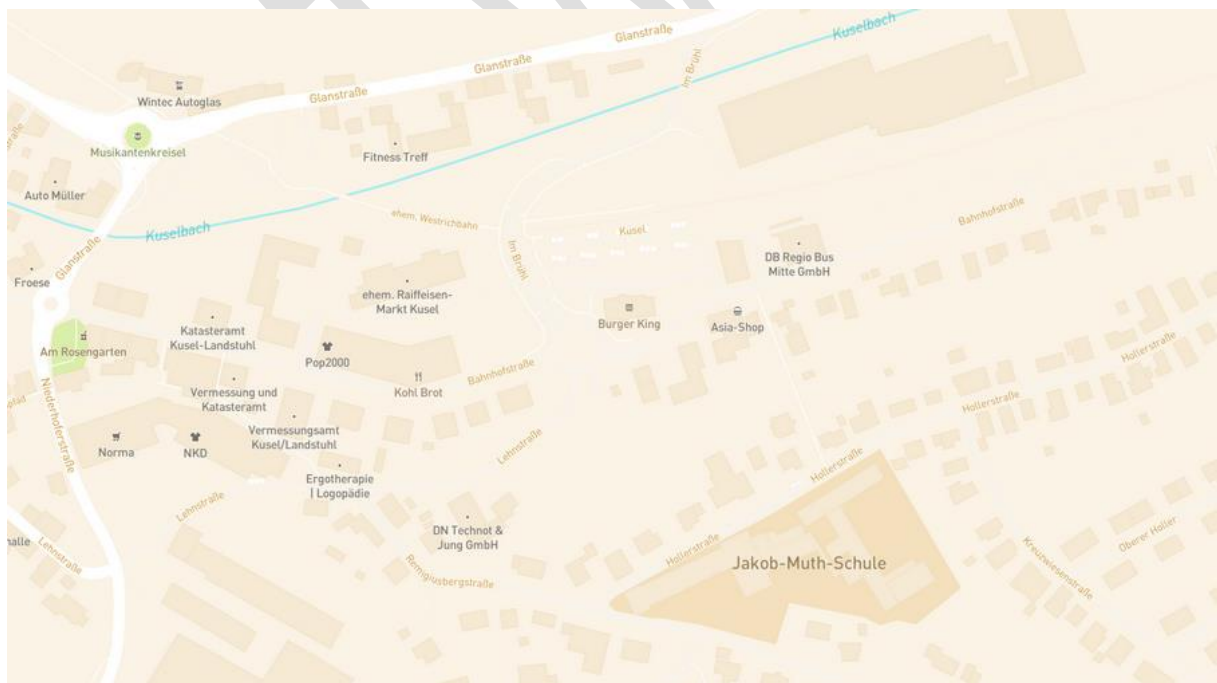 Kuselbach
Glanstraße
Glanstraße
Im Brühl
Glanstraße
Wintec Autoglas
Musikantenkreisel
Fitness Treff
Auto Müller
ehem. Westrichbahn
Kuselbach
Kusel
Bahnhofstraße
Glanstraße
Im Brühl
DB Regio Bus
Mitte GmbH
Froese
ehem. Raiffeisen-
Markt Kusel
Burger King
Asia-Shop
Katasteramt
Kusel-Landstuhl
Am Rosengarten
Pop2000
Hollerstraße
Bahnhofstraße
Kohl Brot
Vermessung und
Katasteramt
Niederhoferstraße
Hollerstraße
Vermessungsamt
Kusel/Landstuhl
Norma
NKD
Lehnstraße
Hollerstraße
Ergotherapie
| Logopädie
Lehnstraße
DN Technot &
Jung GmbH
Lehnstraße
Hollerstraße
Jakob-Muth-Schule
Oberer Holler
Kreuzwiesenstraße
Remigiusbergstraße